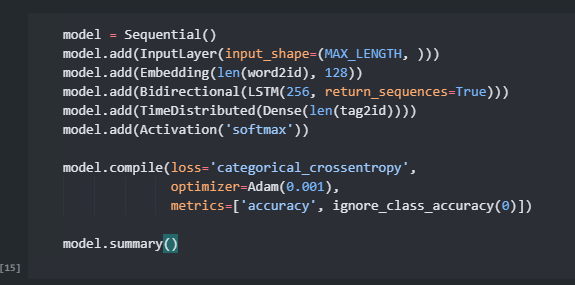 model = Sequential()
model.add(InputLayer(input_shape=(MAX_LENGTH, )))
model.add(Embedding(len(word2id), 128))
model.add(Bidirectional(LSTM(256, return_sequences=True)))
model.add(TimeDistributed(Dense(len(tag2id))))
model.add(Activation('softmax'))
model.compile(loss='categorical_crossentropy',
optimizer=Adam(0.001),
metrics=['accuracy', ignore_class_accuracy(0)])
model.summary()
[15]